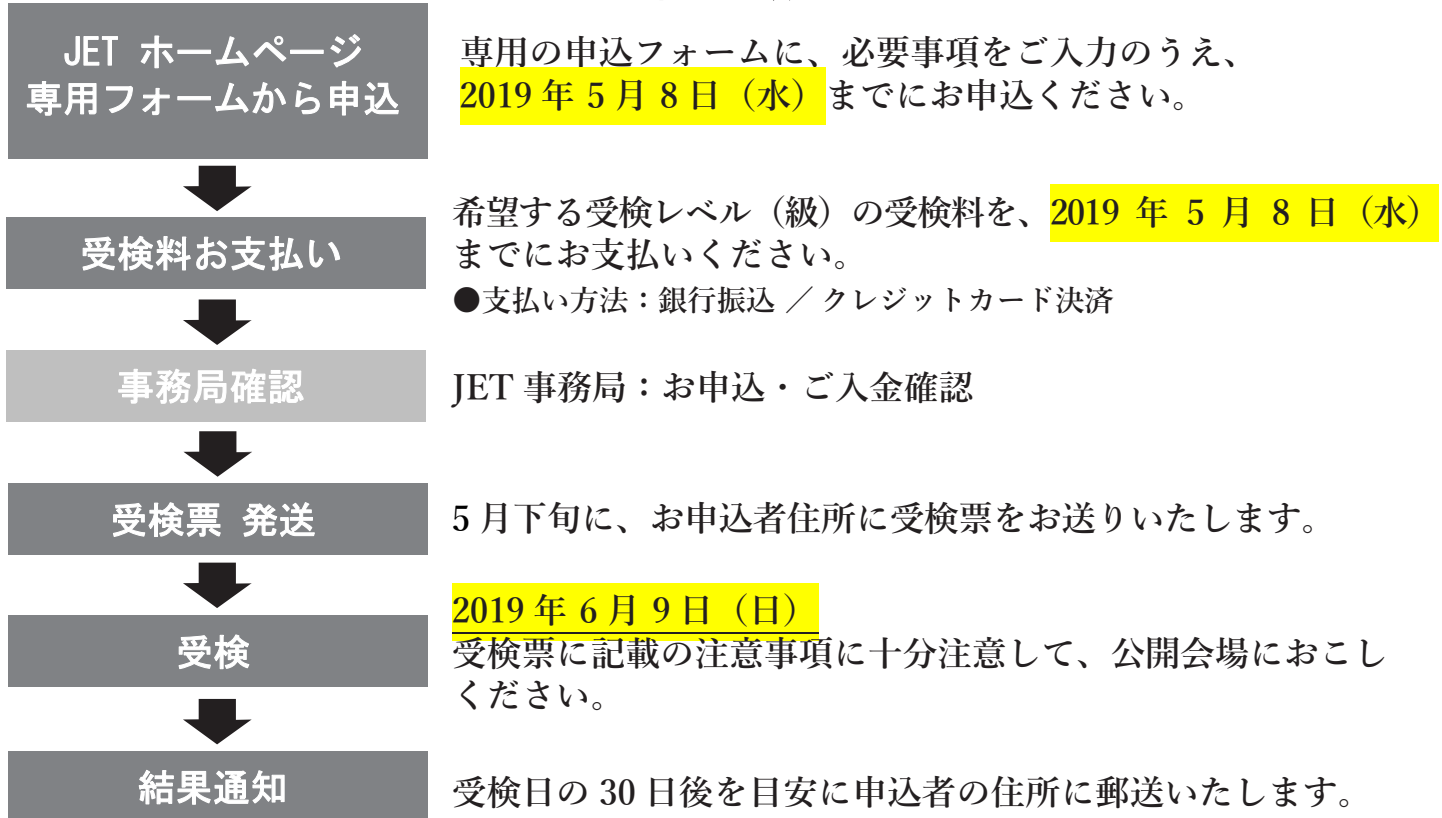 JET ホームページ
専用フォームから申込
専用の申込フォームに、必要事項をご入力のうえ、
2019 年 5 月 8 日（水）までにお申込ください。
受検料お支払い
希望する受検レベル（級）の受検料を、2019 年 5 月 8 日（水）
までにお支払いください。
●支払い方法：銀行振込 ／ クレジットカード決済
事務局確認
JET 事務局：お申込・ご入金確認
受検票 発送
5 月下旬に、お申込者住所に受検票をお送りいたします。
受検
2019 年 6 月 9 日（日）
受検票に記載の注意事項に十分注意して、公開会場におこし
ください。
結果通知
受検日の 30 日後を目安に申込者の住所に郵送いたします。